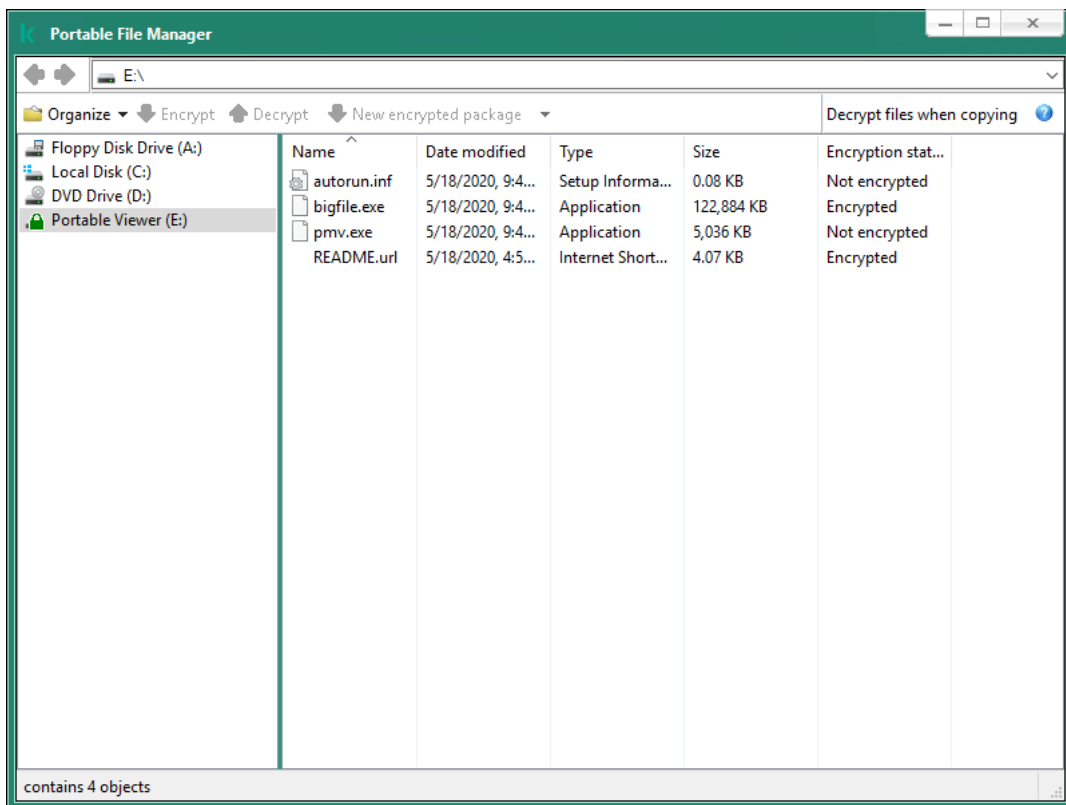 Portable File Manager
E:\
Organize Encrypt Decrypt New encrypted package Decrypt files when copying
Floppy Disk Drive (A:)
Local Disk (C:)
DVD Drive (D:)
Portable Viewer (E:)
Name Date modified Type Size Encryption stat...
autorun.inf 5/18/2020, 9:4... Setup Informa... 0.08 KB Not encrypted
bigfile.exe 5/18/2020, 9:4... Application 122,884 KB Encrypted
pmv.exe 5/18/2020, 9:4... Application 5,036 KB Not encrypted
README.url 5/18/2020, 4:5... Internet Short... 4.07 KB Encrypted
contains 4 objects